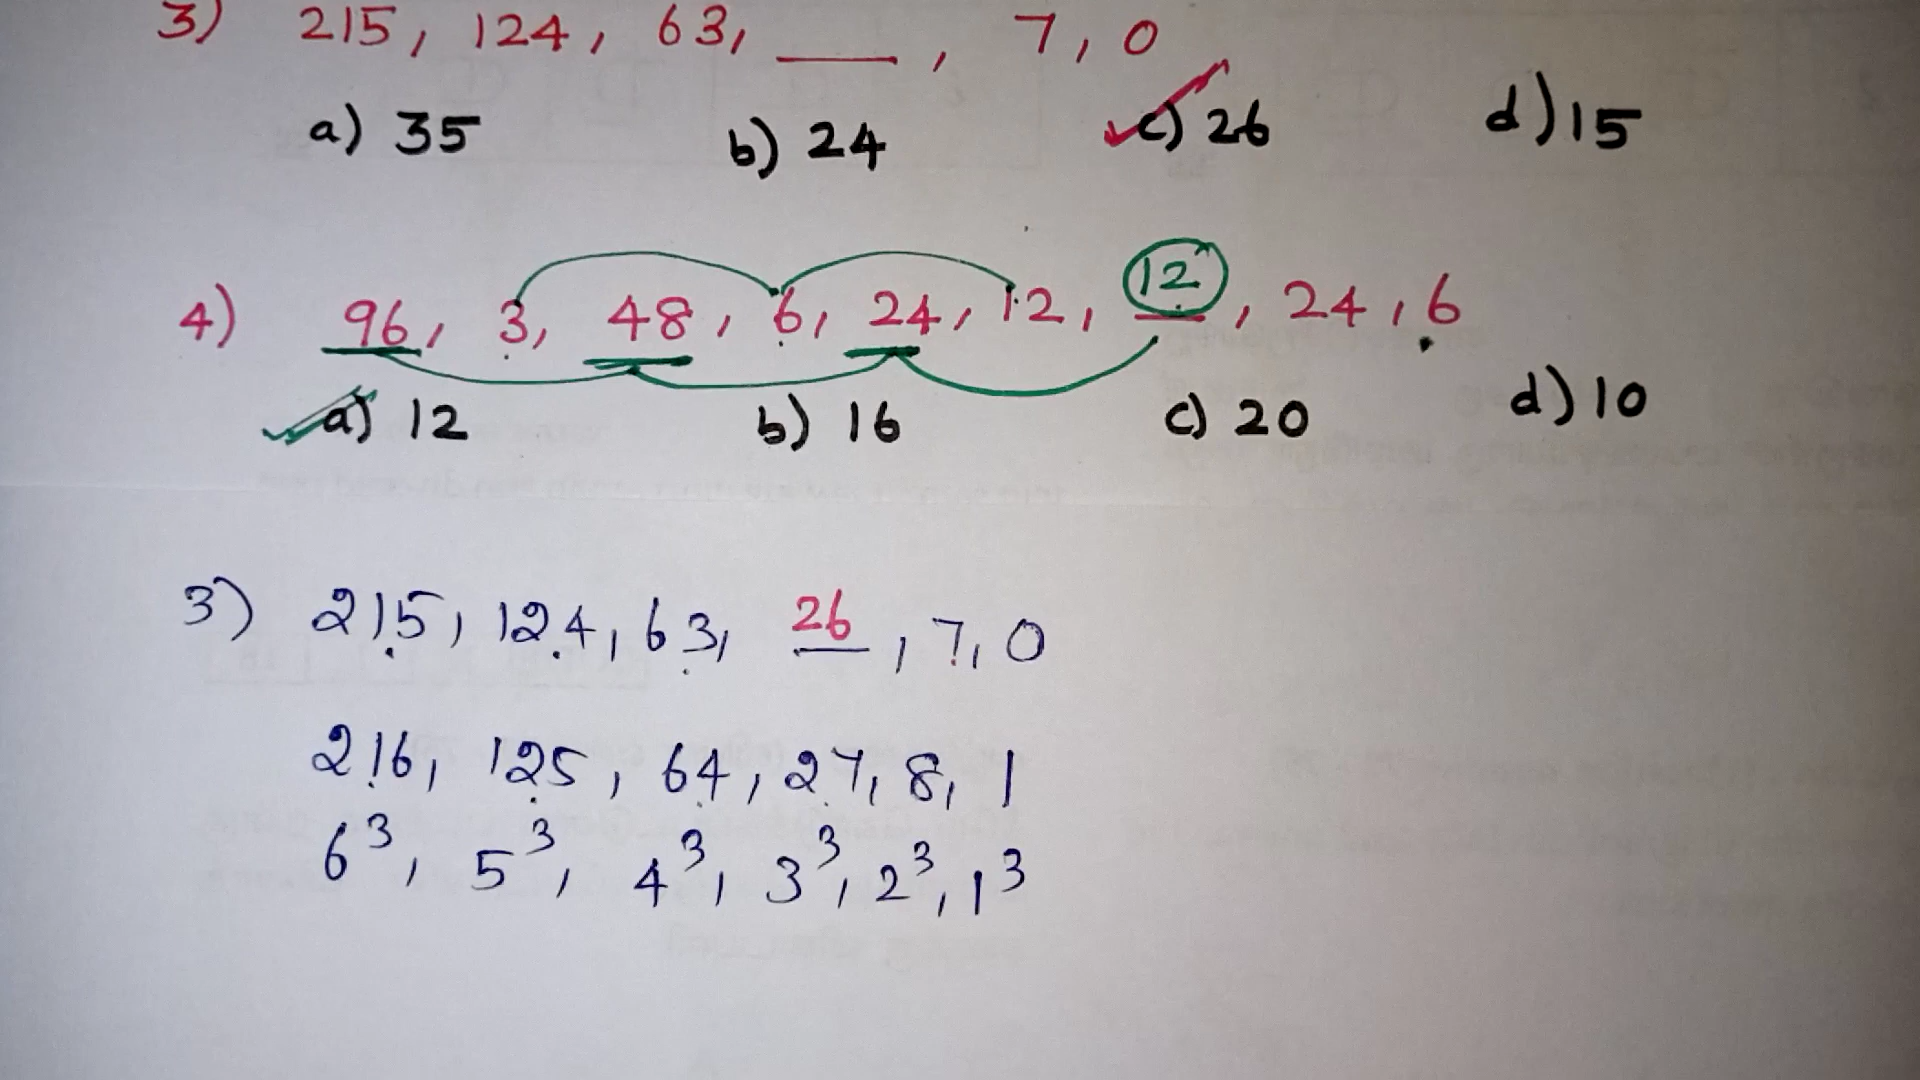 3) 215, 124, 63, ___, 7, 0
a) 35 b) 24 c) 26 d) 15
4) 96, 3, 48, 6, 24, 12, 12, 24, 6
a) 12 b) 16 c) 20 d) 10
3) 215, 124, 63, 26, 7, 0
216, 125, 64, 27, 8, 1
6³, 5³, 4³, 3³, 2³, 1³